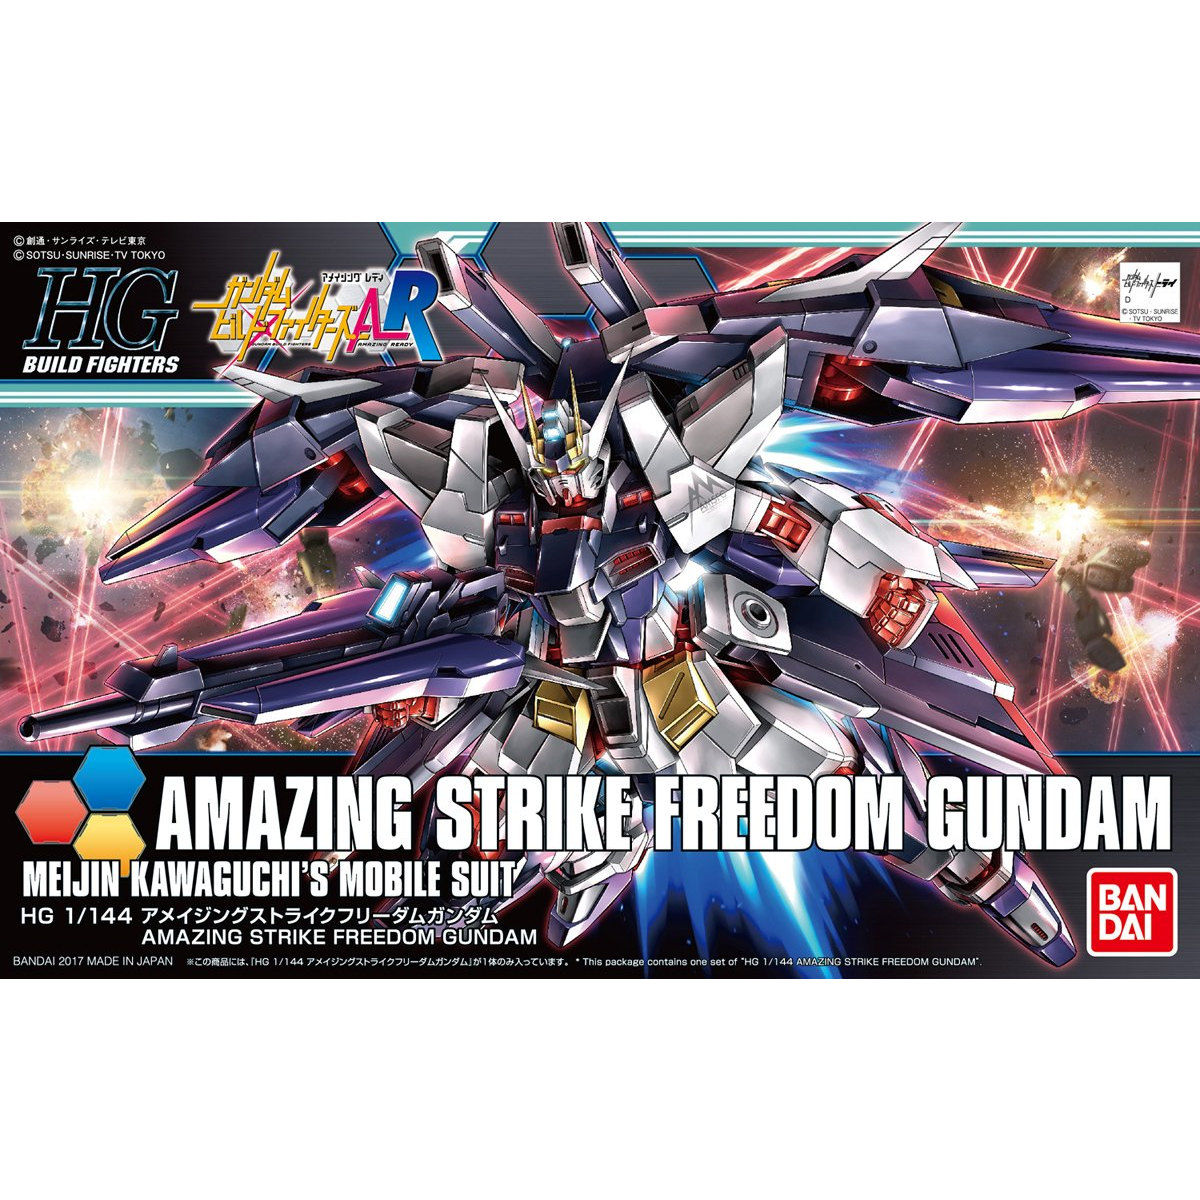 ©創通・サンライズ・テレビ東京
©SOTSU・SUNRISE・TV TOKYO
HG
BUILD FIGHTERS
アメイジング レディ
ガンダム
ビルドファイターズAR
GUNDAM BUILD FIGHTERS AMAZING READY
D
©SOTSU・SUNRISE
・TV TOKYO
AMAZING STRIKE FREEDOM GUNDAM
MEIJIN KAWAGUCHI'S MOBILE SUIT
HG 1/144 アメイジングストライクフリーダムガンダム
AMAZING STRIKE FREEDOM GUNDAM
BAN
DAI
BANDAI 2017 MADE IN JAPAN ※この商品には、「HG 1/144 アメイジングストライクフリーダムガンダム」が1体のみ入っています。 * This package contains one set of "HG 1/144 AMAZING STRIKE FREEDOM GUNDAM".